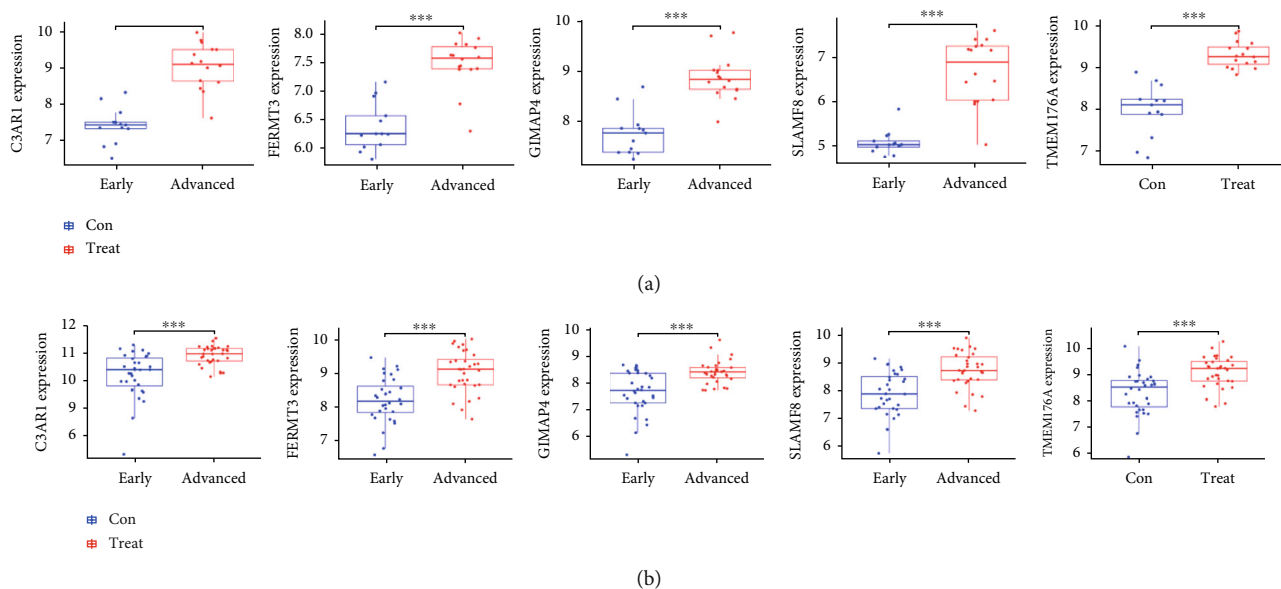 ***
***
***
***
C3AR1 expression
10
9
8
7
Early
Advanced
FERMT3 expression
8.0
7.5
7.0
6.5
6.0
Early
Advanced
GIMAP4 expression
10
9
8
Early
Advanced
SLAMF8 expression
7
6
5
Early
Advanced
TMEM176A expression
10
9
8
7
Con
Treat
Con
Treat
(a)
***
***
***
***
***
C3AR1 expression
12
11
10
6
Early
Advanced
FERMT3 expression
10
9
8
7
Early
Advanced
GIMAP4 expression
10
9
8
7
6
Early
Advanced
SLAMF8 expression
10
9
8
7
6
Early
Advanced
TMEM176A expression
10
9
8
7
6
Con
Treat
Con
Treat
(b)